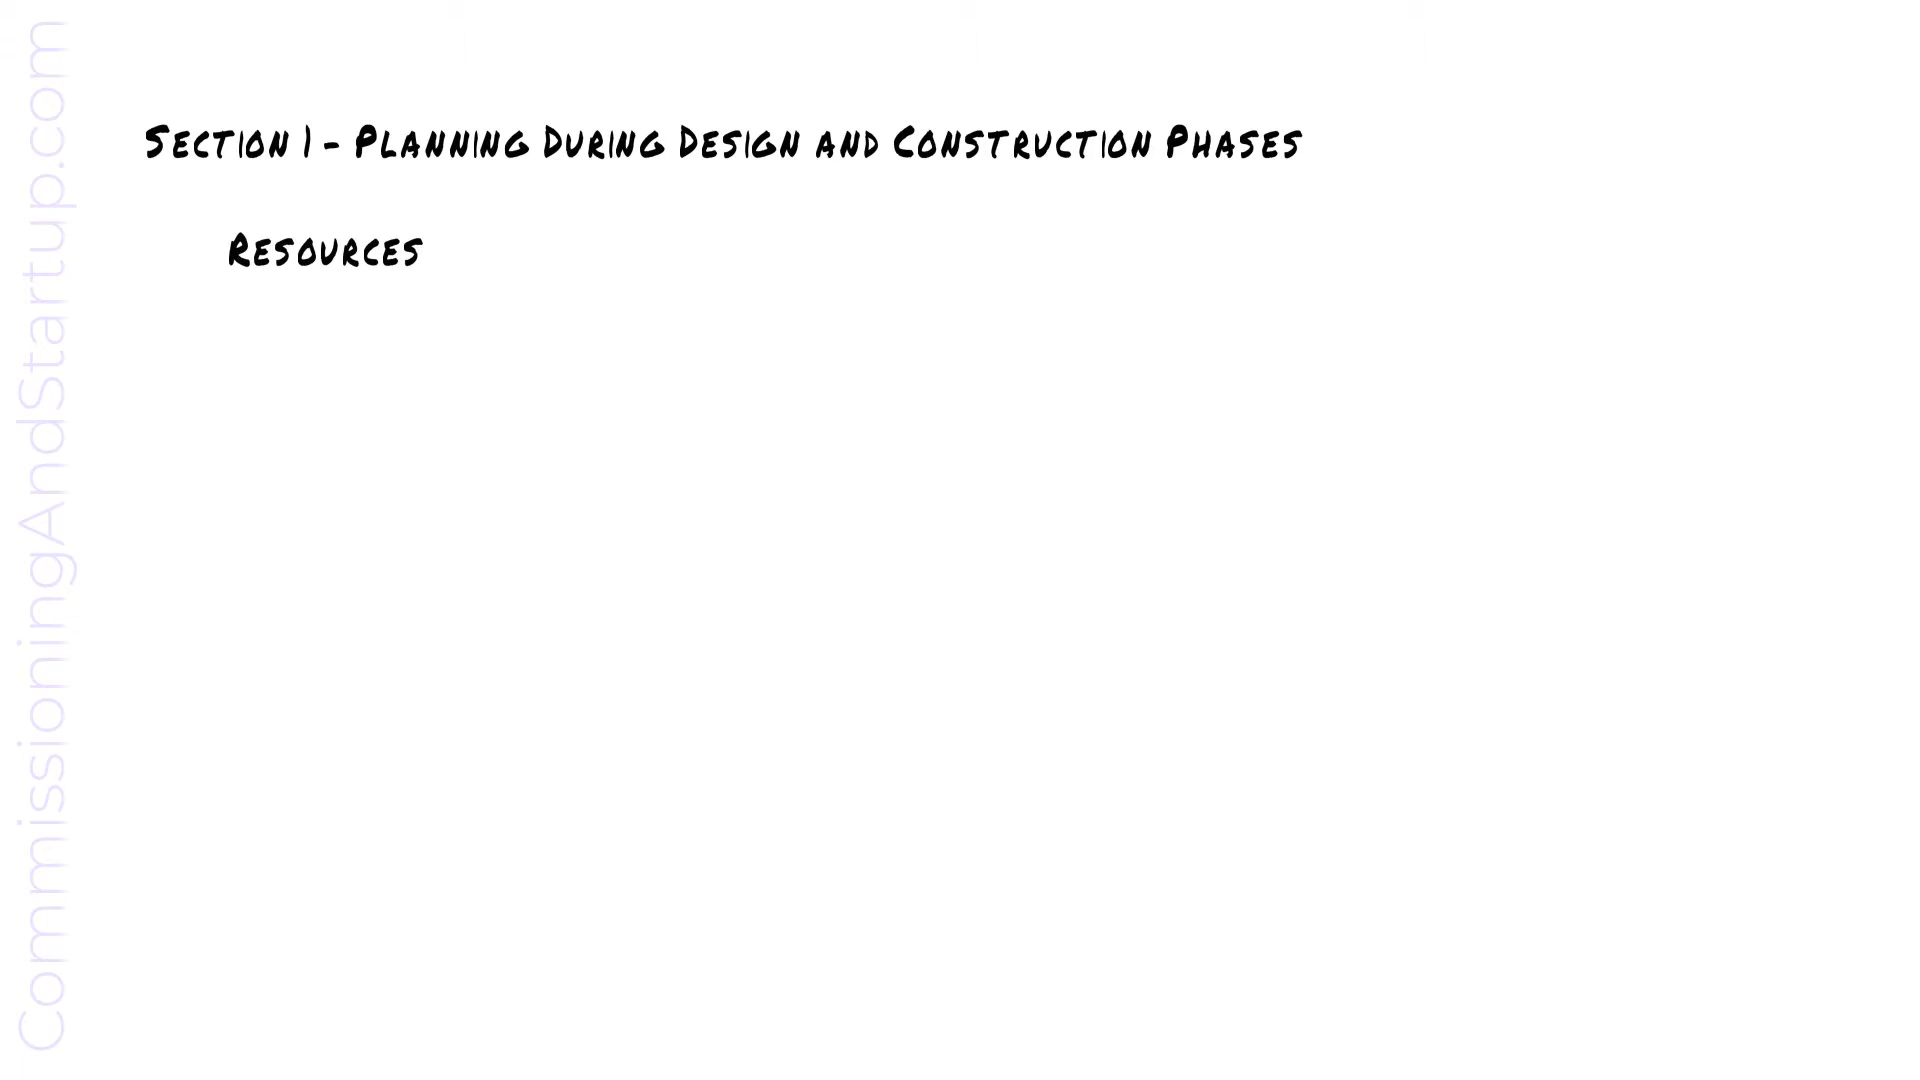 Section 1 - Planning During Design and Construction Phases
Resources
CommissioningAndStartup.com